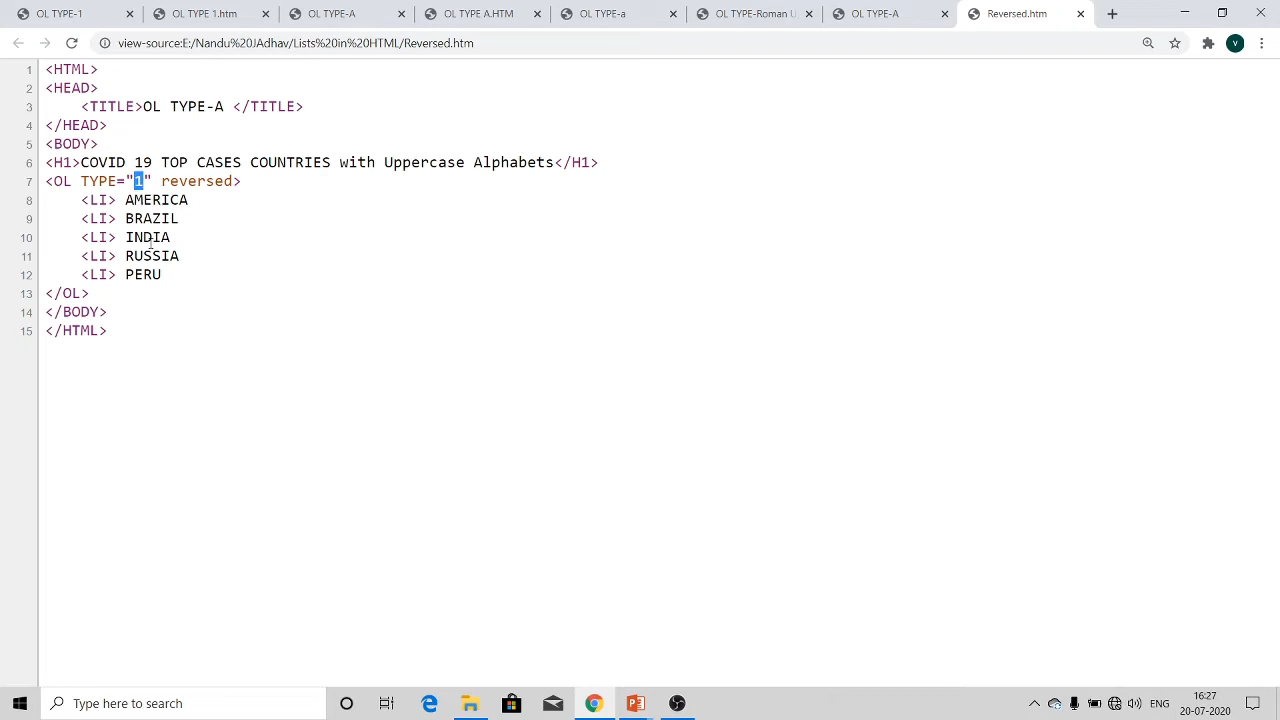 OL TYPE-1
OL TYPE 1.htm
OL TYPE-A
OL TYPE A.HTM
OL TYPE-a
OL TYPE-Roman U
OL TYPE-A
Reversed.htm
view-source:E:/Nandu%20JAdhav/Lists%20in%20HTML/Reversed.htm
V
1 <HTML>
2 <HEAD>
3 <TITLE>OL TYPE-A </TITLE>
4 </HEAD>
5 <BODY>
6 <H1>COVID 19 TOP CASES COUNTRIES with Uppercase Alphabets</H1>
7 <OL TYPE="1" reversed>
8 <LI> AMERICA
9 <LI> BRAZIL
10 <LI> INDIA
11 <LI> RUSSIA
12 <LI> PERU
13 </OL>
14 </BODY>
15 </HTML>
Type here to search
ENG
16:27
20-07-2020